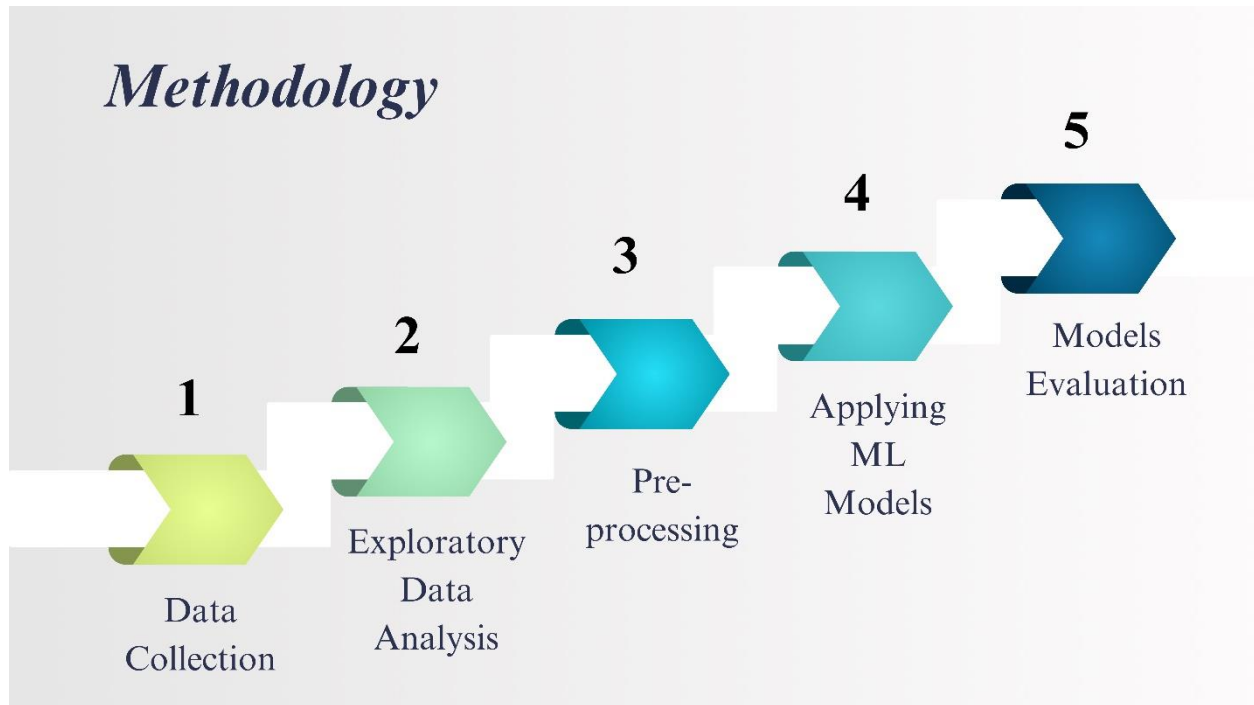 Methodology
1
Data
Collection
2
Exploratory
Data
Analysis
3
Pre-
processing
4
Applying
ML
Models
5
Models
Evaluation